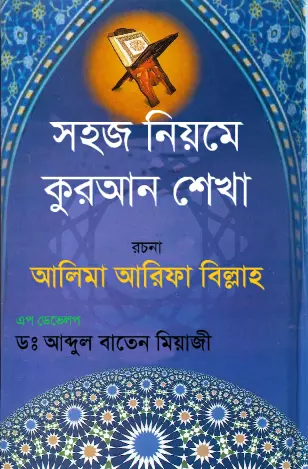 সহজ নিয়মে
কুরআন শেখা
রচনা
আলিমা আরিফা বিল্লাহ
এপ ডেভেলপ
ডঃ আব্দুল বাতেন মিয়াজী